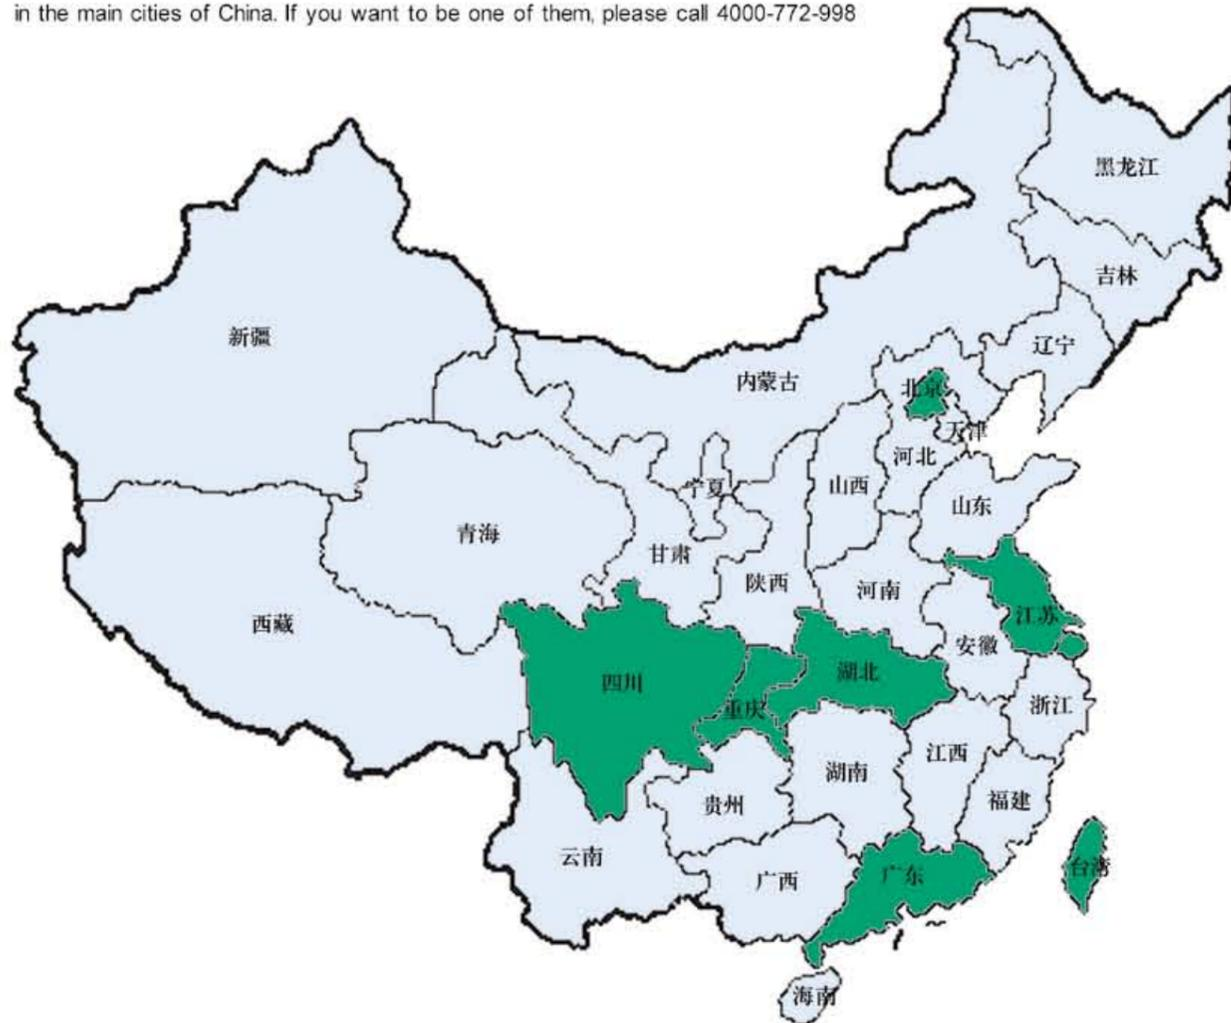 in the main cities of China. If you want to be one of them, please call 4000-772-998
黑龙江
吉林
新疆
辽宁
内蒙古
北京
天津
河北
宁夏
山西
山东
青海
甘肃
陕西
河南
江苏
西藏
安徽
四川
湖北
重庆
浙江
江西
湖南
福建
贵州
云南
广西
广东
台湾
海南